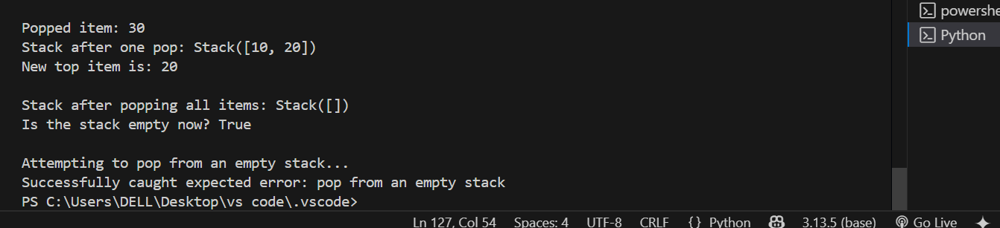 Popped item: 30
Stack after one pop: Stack([10, 20])
New top item is: 20
Stack after popping all items: Stack([])
Is the stack empty now? True
Attempting to pop from an empty stack...
Successfully caught expected error: pop from an empty stack
PS C:\Users\DELL\Desktop\vs code\.vscode>
powershe
Python
Ln 127, Col 54 Spaces: 4 UTF-8 CRLF {} Python 3.13.5 (base) Go Live